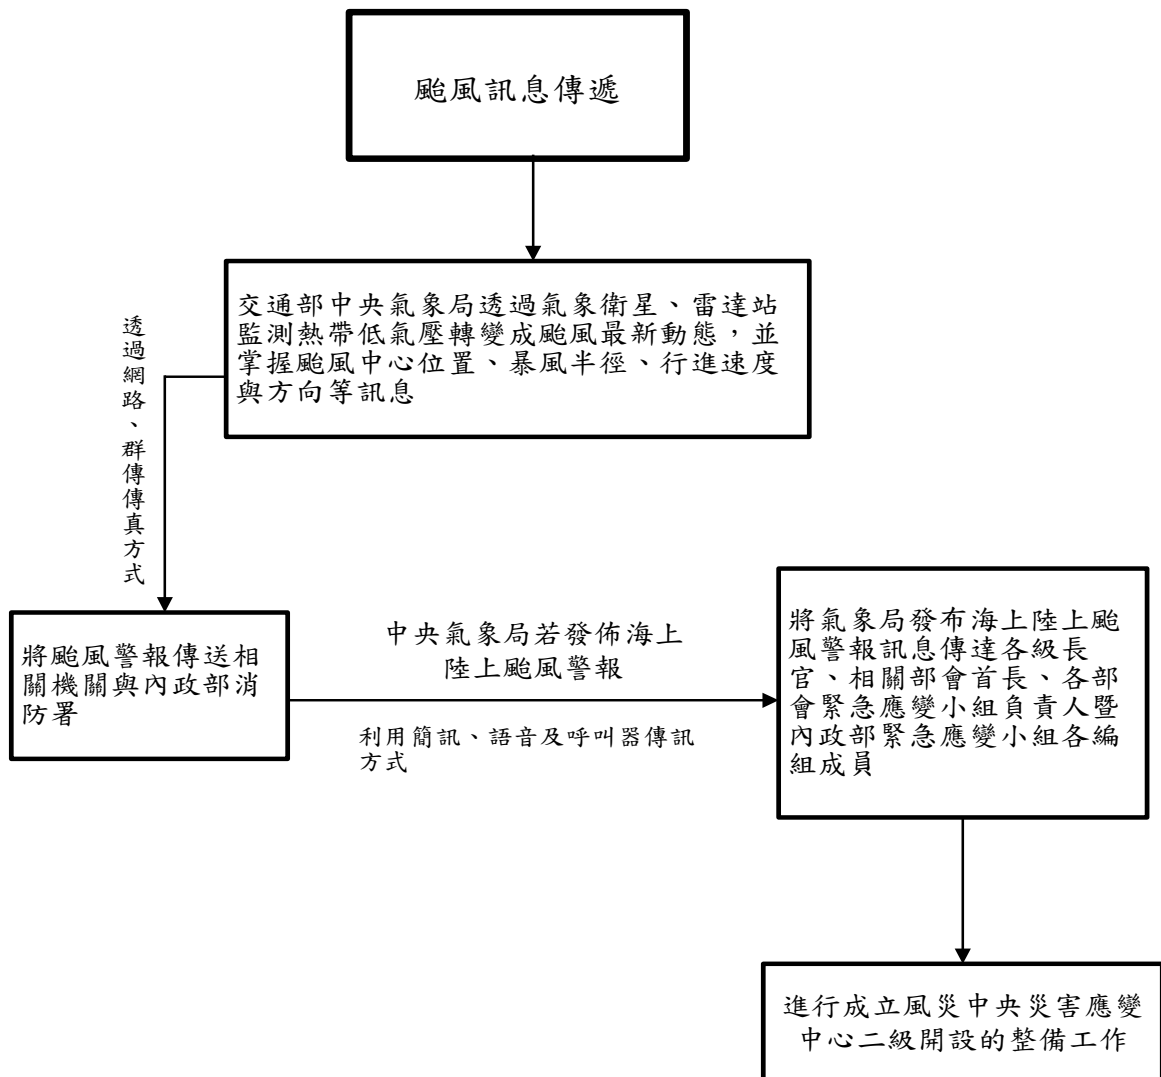 颱風訊息傳遞
交通部中央氣象局透過氣象衛星、雷達站
監測熱帶低氣壓轉變成颱風最新動態，並
掌握颱風中心位置、暴風半徑、行進速度
與方向等訊息
透過網路、群傳傳真方式
將颱風警報傳送相
關機關與內政部消
防署
中央氣象局若發佈海上
陸上颱風警報
利用簡訊、語音及呼叫器傳訊
方式
將氣象局發布海上陸上颱
風警報訊息傳達各級長
官、相關部會首長、各部
會緊急應變小組負責人暨
內政部緊急應變小組各編
組成員
進行成立風災中央災害應變
中心二級開設的整備工作